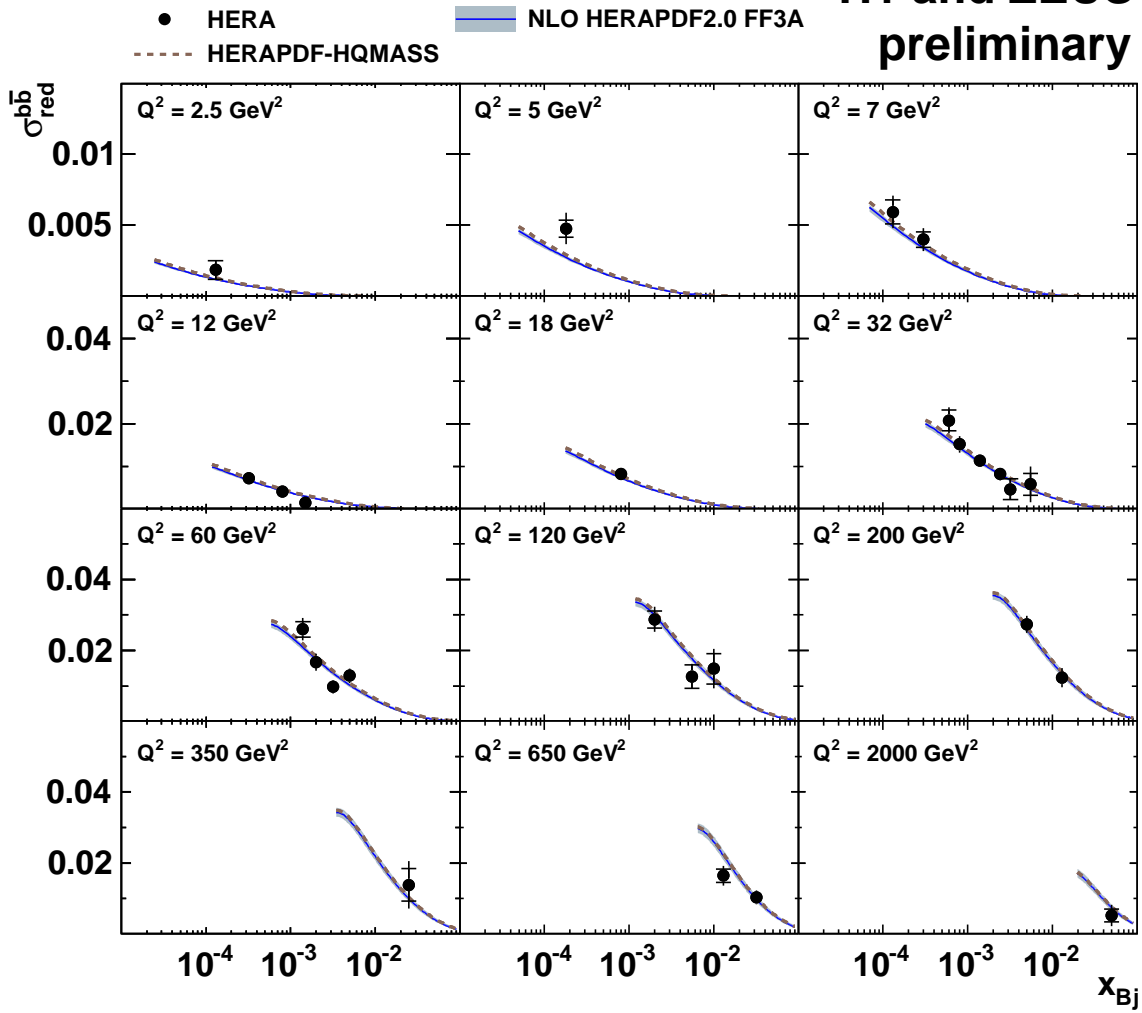 HERA
NLO HERAPDF2.0 FF3A
HERAPDF-HQMASS
preliminary
σ_red^{bb̄}
Q² = 2.5 GeV²
Q² = 5 GeV²
Q² = 7 GeV²
0.01
0.005
Q² = 12 GeV²
Q² = 18 GeV²
Q² = 32 GeV²
0.04
0.02
Q² = 60 GeV²
Q² = 120 GeV²
Q² = 200 GeV²
0.04
0.02
Q² = 350 GeV²
Q² = 650 GeV²
Q² = 2000 GeV²
0.04
0.02
10⁻⁴ 10⁻³ 10⁻² 10⁻⁴ 10⁻³ 10⁻² 10⁻⁴ 10⁻³ 10⁻²
x_Bj